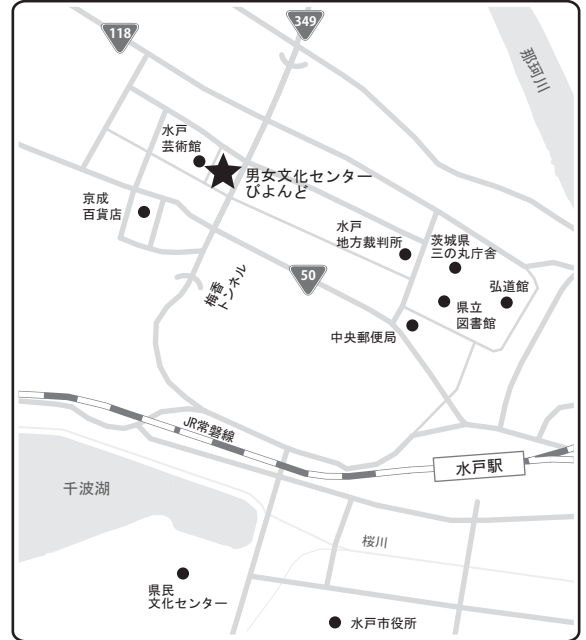 118
349
那珂川
水戸
芸術館
男女文化センター
びよんど
京成
百貨店
水戸
地方裁判所
茨城県
三の丸庁舎
弘道館
県立
図書館
中央郵便局
50
梅香
トンネル
JR常磐線
水戸駅
千波湖
桜川
県民
文化センター
水戸市役所